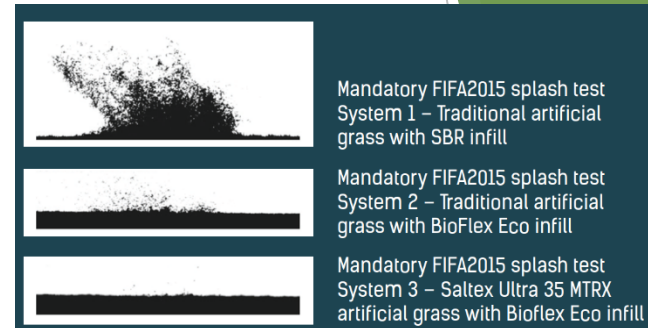 Mandatory FIFA2015 splash test
System 1 – Traditional artificial
grass with SBR infill
Mandatory FIFA2015 splash test
System 2 – Traditional artificial
grass with BioFlex Eco infill
Mandatory FIFA2015 splash test
System 3 – Saltex Ultra 35 MTRX
artificial grass with Bioflex Eco infill